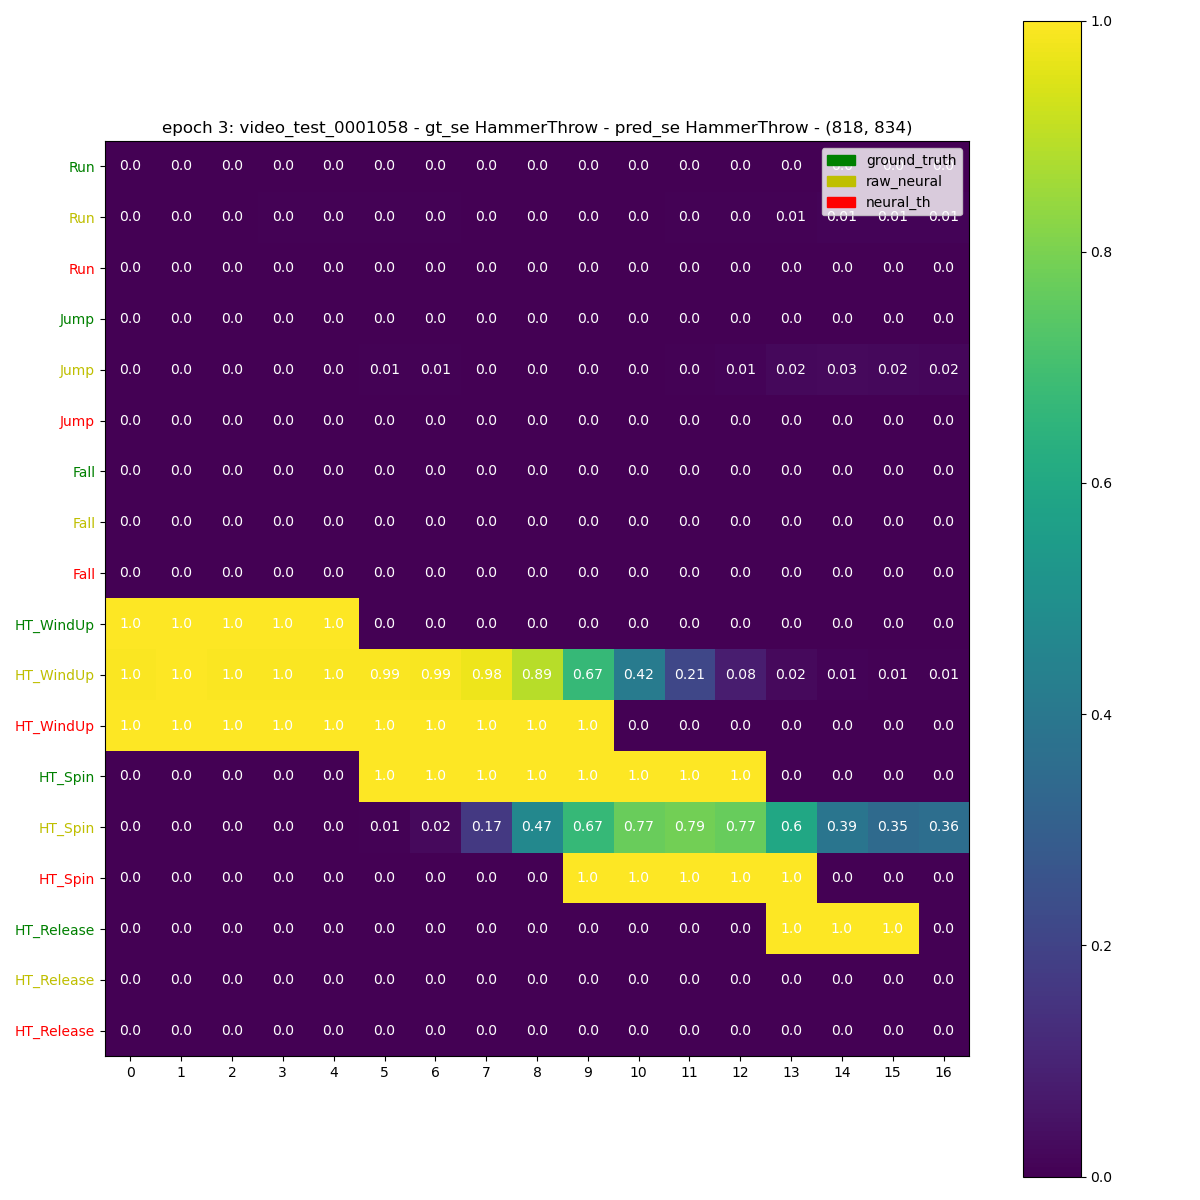 epoch 3: video_test_0001058 - gt_se HammerThrow - pred_se HammerThrow - (818, 834)
ground_truth
raw_neural
neural_th
Run 0.0 0.0 0.0 0.0 0.0 0.0 0.0 0.0 0.0 0.0 0.0 0.0 0.0 0.0 0.0 0.0 0.0
Run 0.0 0.0 0.0 0.0 0.0 0.0 0.0 0.0 0.0 0.0 0.0 0.0 0.0 0.01 0.01 0.01 0.01
Run 0.0 0.0 0.0 0.0 0.0 0.0 0.0 0.0 0.0 0.0 0.0 0.0 0.0 0.0 0.0 0.0 0.0
Jump 0.0 0.0 0.0 0.0 0.0 0.0 0.0 0.0 0.0 0.0 0.0 0.0 0.0 0.0 0.0 0.0 0.0
Jump 0.0 0.0 0.0 0.0 0.0 0.01 0.01 0.0 0.0 0.0 0.0 0.0 0.01 0.02 0.03 0.02 0.02
Jump 0.0 0.0 0.0 0.0 0.0 0.0 0.0 0.0 0.0 0.0 0.0 0.0 0.0 0.0 0.0 0.0 0.0
Fall 0.0 0.0 0.0 0.0 0.0 0.0 0.0 0.0 0.0 0.0 0.0 0.0 0.0 0.0 0.0 0.0 0.0
Fall 0.0 0.0 0.0 0.0 0.0 0.0 0.0 0.0 0.0 0.0 0.0 0.0 0.0 0.0 0.0 0.0 0.0
Fall 0.0 0.0 0.0 0.0 0.0 0.0 0.0 0.0 0.0 0.0 0.0 0.0 0.0 0.0 0.0 0.0 0.0
HT_WindUp 1.0 1.0 1.0 1.0 1.0 0.0 0.0 0.0 0.0 0.0 0.0 0.0 0.0 0.0 0.0 0.0 0.0
HT_WindUp 1.0 1.0 1.0 1.0 1.0 0.99 0.99 0.98 0.89 0.67 0.42 0.21 0.08 0.02 0.01 0.01 0.01
HT_WindUp 1.0 1.0 1.0 1.0 1.0 1.0 1.0 1.0 1.0 1.0 0.0 0.0 0.0 0.0 0.0 0.0 0.0
HT_Spin 0.0 0.0 0.0 0.0 0.0 1.0 1.0 1.0 1.0 1.0 1.0 1.0 1.0 0.0 0.0 0.0 0.0
HT_Spin 0.0 0.0 0.0 0.0 0.0 0.01 0.02 0.17 0.47 0.67 0.77 0.79 0.77 0.6 0.39 0.35 0.36
HT_Spin 0.0 0.0 0.0 0.0 0.0 0.0 0.0 0.0 0.0 1.0 1.0 1.0 1.0 1.0 0.0 0.0 0.0
HT_Release 0.0 0.0 0.0 0.0 0.0 0.0 0.0 0.0 0.0 0.0 0.0 0.0 0.0 1.0 1.0 1.0 0.0
HT_Release 0.0 0.0 0.0 0.0 0.0 0.0 0.0 0.0 0.0 0.0 0.0 0.0 0.0 0.0 0.0 0.0 0.0
HT_Release 0.0 0.0 0.0 0.0 0.0 0.0 0.0 0.0 0.0 0.0 0.0 0.0 0.0 0.0 0.0 0.0 0.0
0 1 2 3 4 5 6 7 8 9 10 11 12 13 14 15 16
1.0
0.8
0.6
0.4
0.2
0.0